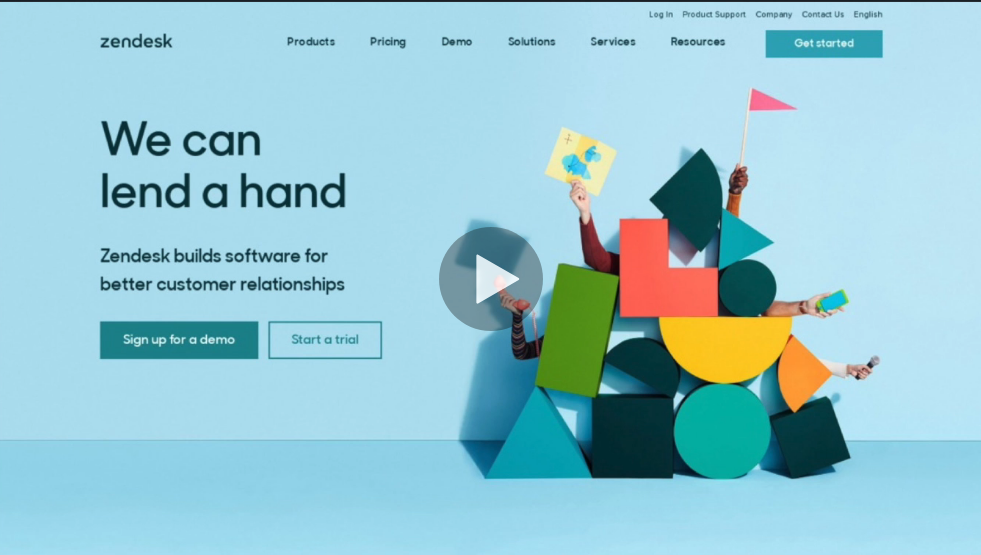 Log In Product Support Company Contact Us English
zendesk Products Pricing Demo Solutions Services Resources Get started
We can
lend a hand
Zendesk builds software for
better customer relationships
Sign up for a demo Start a trial